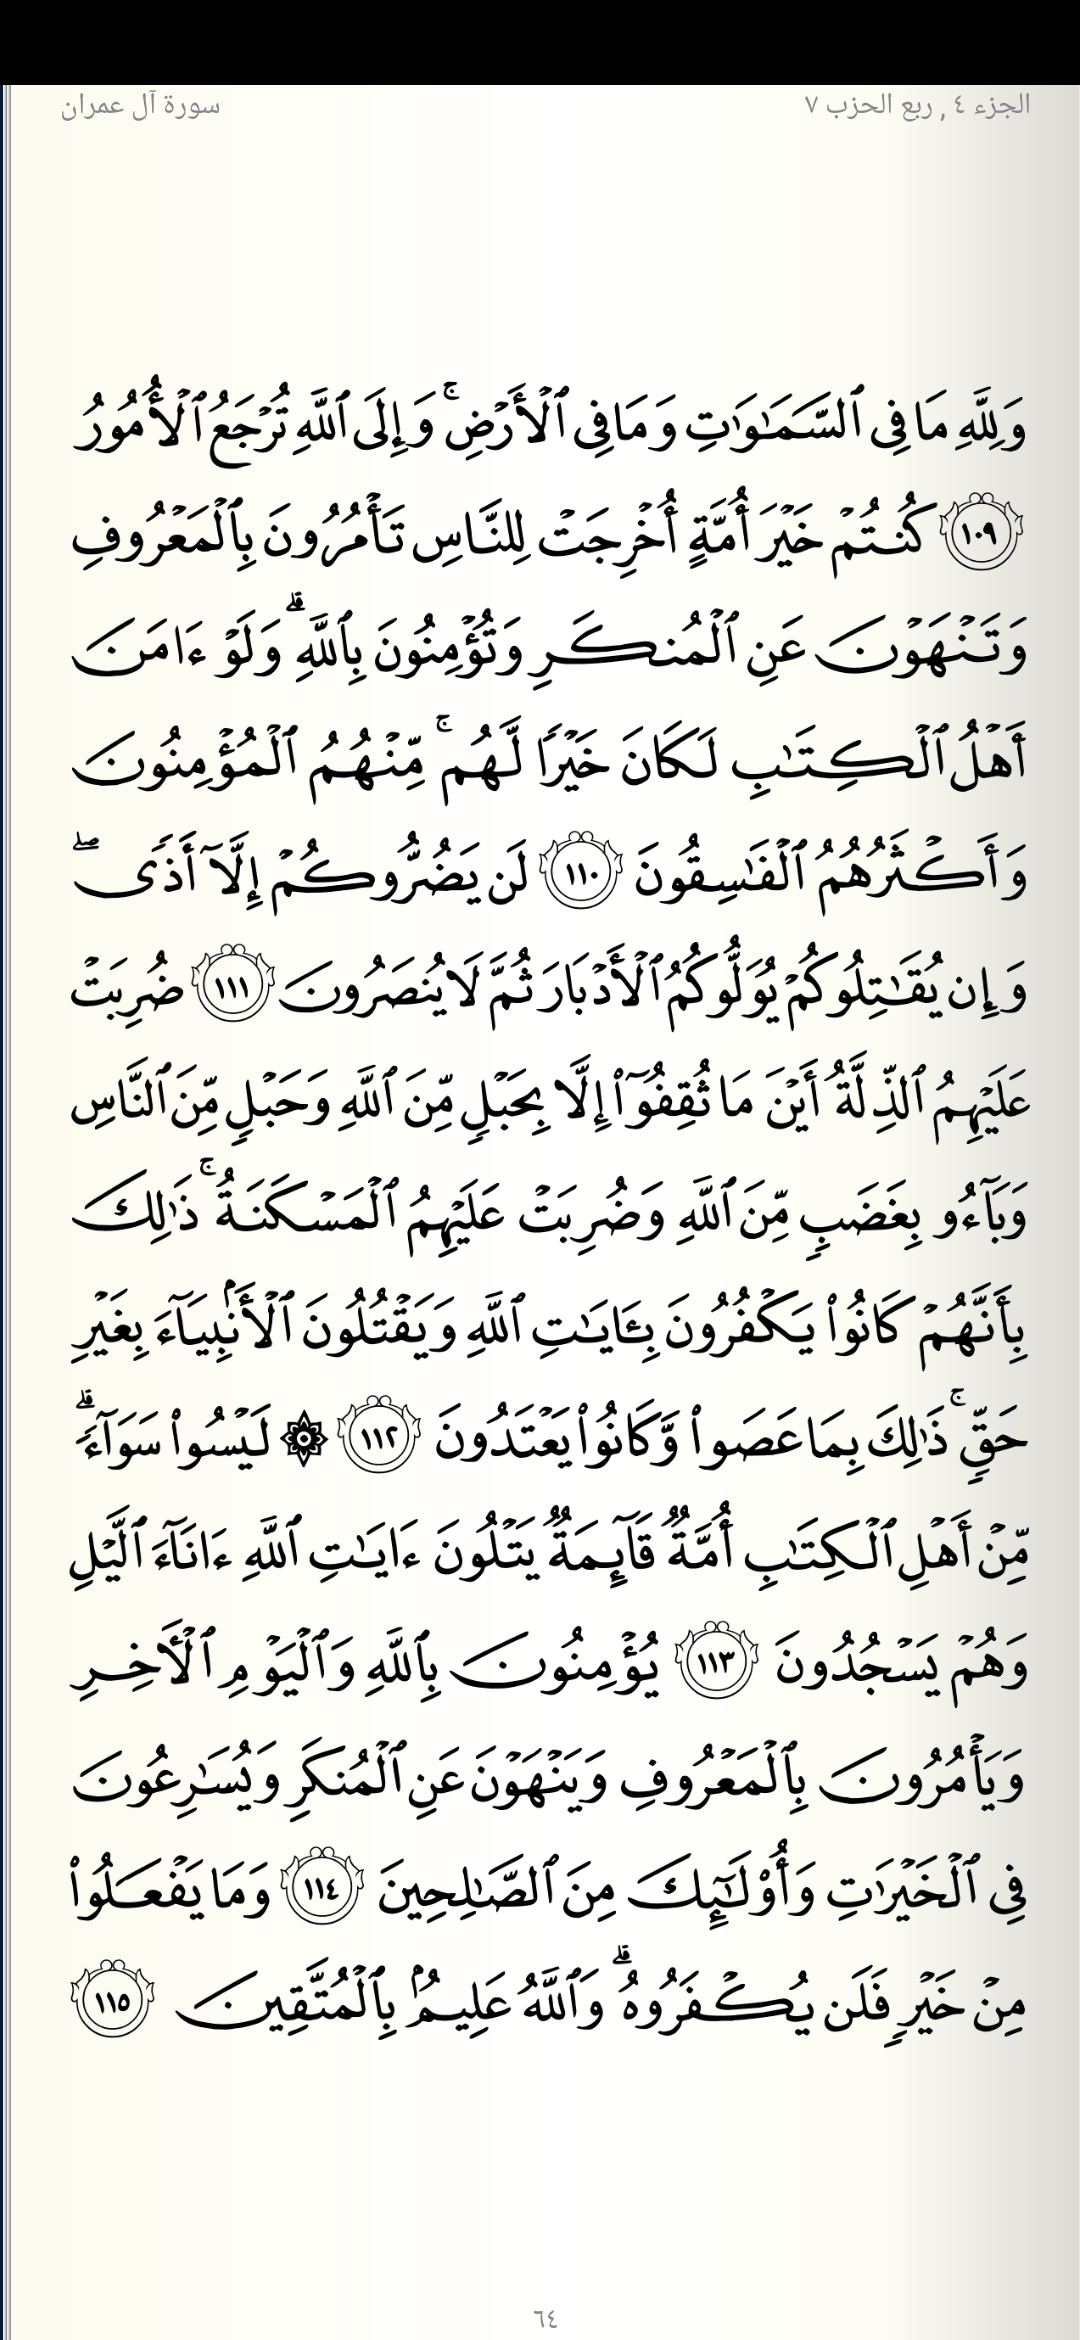 الجزء ٤ , ربع الحزب ٧
سورة آل عمران
وَلِلَّهِ مَا فِى ٱلسَّمَـٰوَٰتِ وَمَا فِى ٱلْأَرْضِ ۚ وَإِلَى ٱللَّهِ تُرْجَعُ ٱلْأُمُورُ
١٠٩ كُنتُمْ خَيْرَ أُمَّةٍ أُخْرِجَتْ لِلنَّاسِ تَأْمُرُونَ بِٱلْمَعْرُوفِ
وَتَنْهَوْنَ عَنِ ٱلْمُنكَرِ وَتُؤْمِنُونَ بِٱللَّهِ ۗ وَلَوْ ءَامَنَ
أَهْلُ ٱلْكِتَـٰبِ لَكَانَ خَيْرًا لَّهُم ۚ مِّنْهُمُ ٱلْمُؤْمِنُونَ
وَأَكْثَرُهُمُ ٱلْفَـٰسِقُونَ ١١٠ لَن يَضُرُّوكُمْ إِلَّآ أَذًى ۖ
وَإِن يُقَـٰتِلُوكُمْ يُوَلُّوكُمُ ٱلْأَدْبَارَ ثُمَّ لَا يُنصَرُونَ ١١١ ضُرِبَتْ
عَلَيْهِمُ ٱلذِّلَّةُ أَيْنَ مَا ثُقِفُوٓا۟ إِلَّا بِحَبْلٍ مِّنَ ٱللَّهِ وَحَبْلٍ مِّنَ ٱلنَّاسِ
وَبَآءُو بِغَضَبٍ مِّنَ ٱللَّهِ وَضُرِبَتْ عَلَيْهِمُ ٱلْمَسْكَنَةُ ۚ ذَٰلِكَ
بِأَنَّهُمْ كَانُوا۟ يَكْفُرُونَ بِـَٔايَـٰتِ ٱللَّهِ وَيَقْتُلُونَ ٱلْأَنۢبِيَآءَ بِغَيْرِ
حَقٍّ ۚ ذَٰلِكَ بِمَا عَصَوا۟ وَّكَانُوا۟ يَعْتَدُونَ ١١٢ ۞ لَيْسُوا۟ سَوَآءً ۗ
مِّنْ أَهْلِ ٱلْكِتَـٰبِ أُمَّةٌ قَآئِمَةٌ يَتْلُونَ ءَايَـٰتِ ٱللَّهِ ءَانَآءَ ٱلَّيْلِ
وَهُمْ يَسْجُدُونَ ١١٣ يُؤْمِنُونَ بِٱللَّهِ وَٱلْيَوْمِ ٱلْـَٔاخِرِ
وَيَأْمُرُونَ بِٱلْمَعْرُوفِ وَيَنْهَوْنَ عَنِ ٱلْمُنكَرِ وَيُسَـٰرِعُونَ
فِى ٱلْخَيْرَٰتِ وَأُو۟لَـٰٓئِكَ مِنَ ٱلصَّـٰلِحِينَ ١١٤ وَمَا يَفْعَلُوا۟
مِنْ خَيْرٍ فَلَن يُكْفَرُوهُ ۗ وَٱللَّهُ عَلِيمٌۢ بِٱلْمُتَّقِينَ ١١٥
٦٤